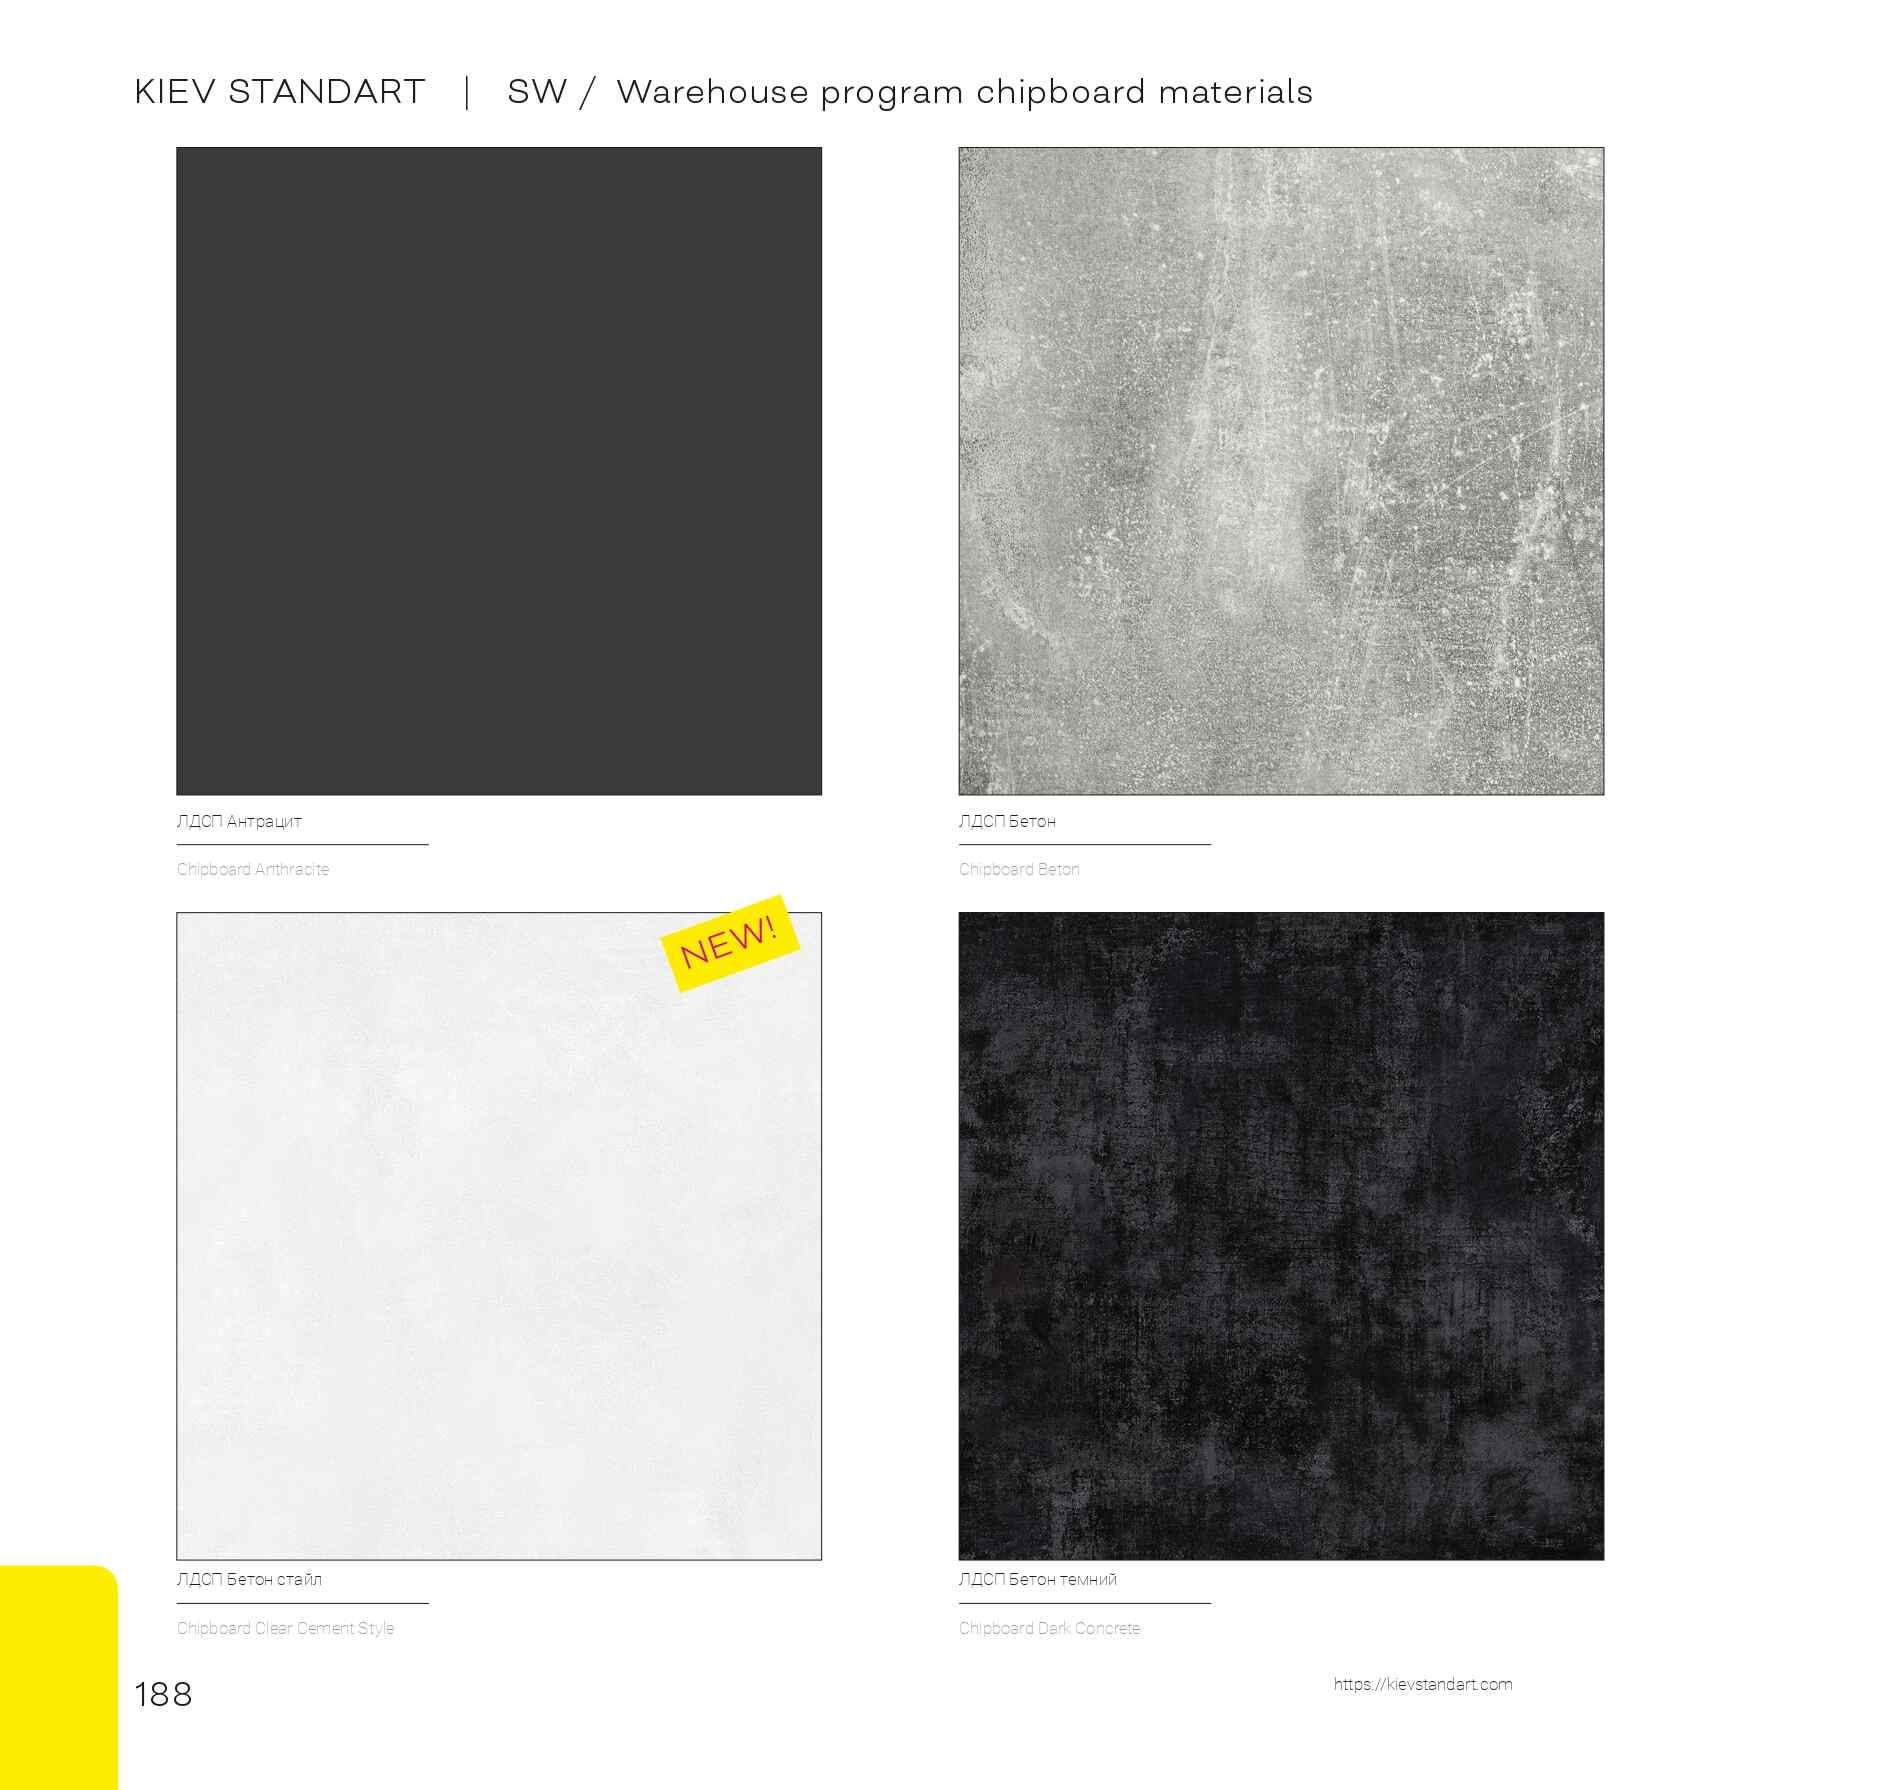 KIEV STANDART | SW / Warehouse program chipboard materials
ЛДСП Антрацит
Chipboard Anthracite
ЛДСП Бетон
Chipboard Beton
NEW!
ЛДСП Бетон стайл
Chipboard Clear Cement Style
ЛДСП Бетон темний
Chipboard Dark Concrete
188
https://kievstandart.com